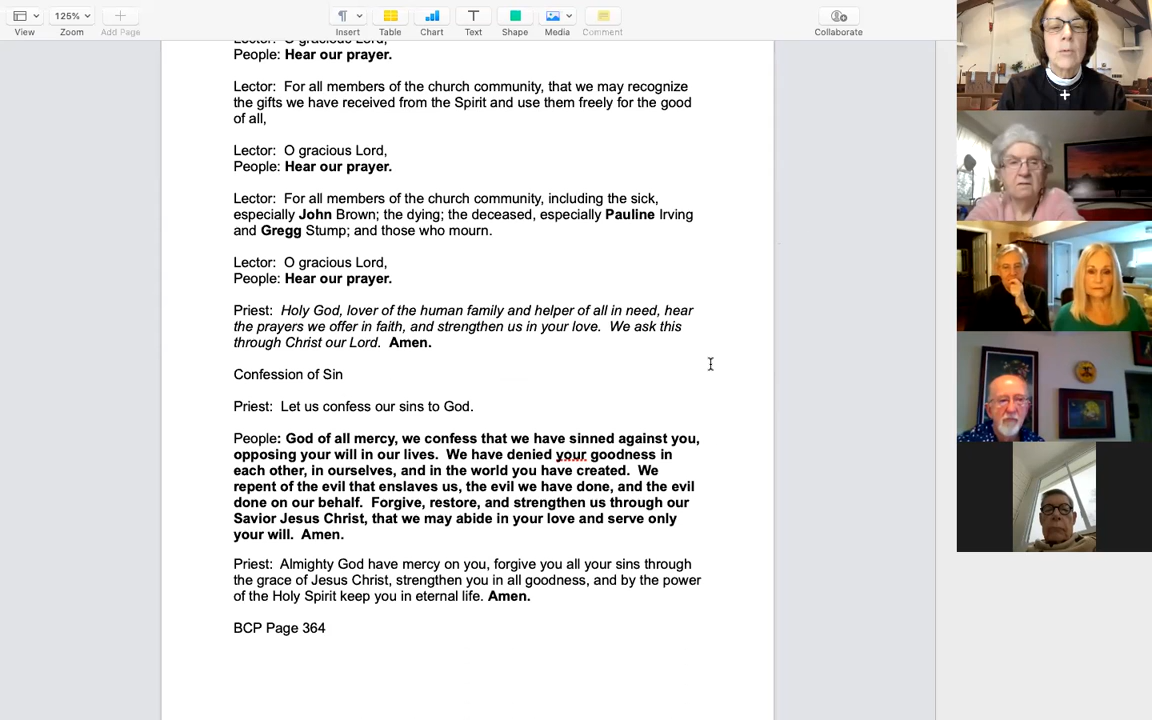 125%
View
Zoom
Add Page
Insert
Table
Chart
Text
Shape
Media
Comment
Collaborate
Lector: O gracious Lord,
People: Hear our prayer.
Lector: For all members of the church community, that we may recognize
the gifts we have received from the Spirit and use them freely for the good
of all,
Lector: O gracious Lord,
People: Hear our prayer.
Lector: For all members of the church community, including the sick,
especially John Brown; the dying; the deceased, especially Pauline Irving
and Gregg Stump; and those who mourn.
Lector: O gracious Lord,
People: Hear our prayer.
Priest: Holy God, lover of the human family and helper of all in need, hear
the prayers we offer in faith, and strengthen us in your love. We ask this
through Christ our Lord. Amen.
Confession of Sin
Priest: Let us confess our sins to God.
People: God of all mercy, we confess that we have sinned against you,
opposing your will in our lives. We have denied your goodness in
each other, in ourselves, and in the world you have created. We
repent of the evil that enslaves us, the evil we have done, and the evil
done on our behalf. Forgive, restore, and strengthen us through our
Savior Jesus Christ, that we may abide in your love and serve only
your will. Amen.
Priest: Almighty God have mercy on you, forgive you all your sins through
the grace of Jesus Christ, strengthen you in all goodness, and by the power
of the Holy Spirit keep you in eternal life. Amen.
BCP Page 364